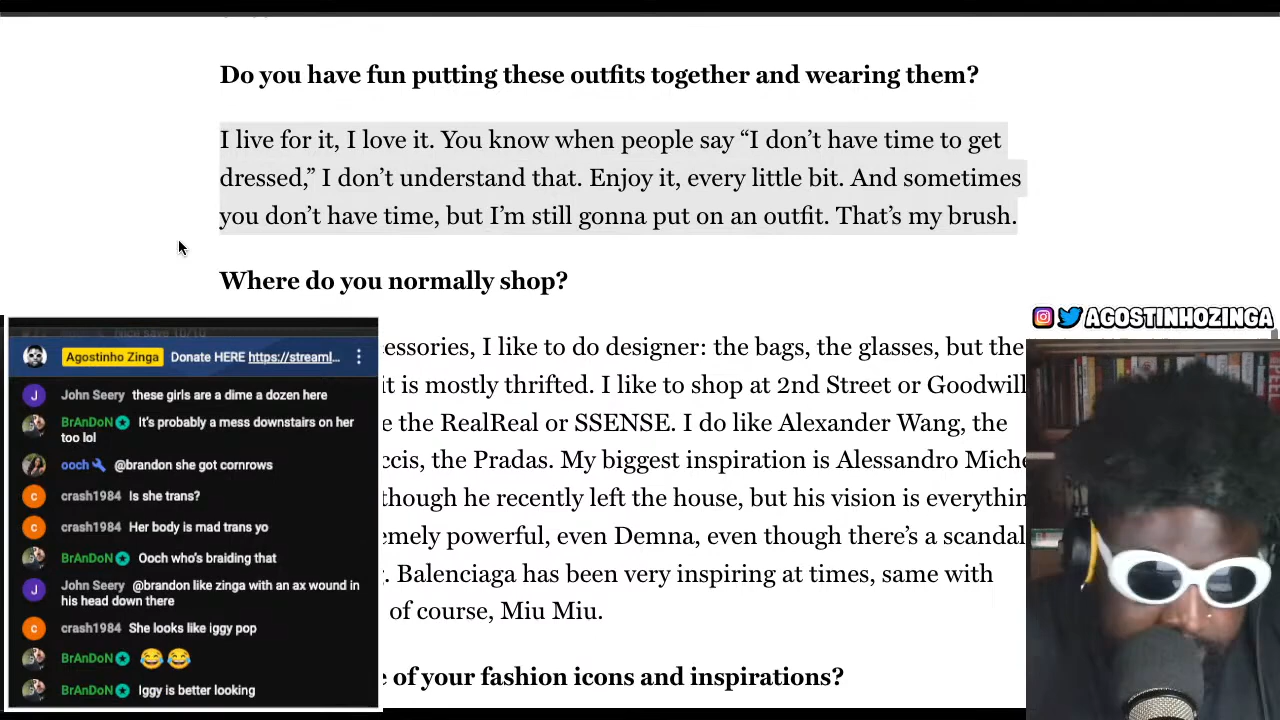 Do you have fun putting these outfits together and wearing them?
I live for it, I love it. You know when people say “I don’t have time to get
dressed,” I don’t understand that. Enjoy it, every little bit. And sometimes
you don’t have time, but I’m still gonna put on an outfit. That’s my brush.
Where do you normally shop?
essories, I like to do designer: the bags, the glasses, but the
it is mostly thrifted. I like to shop at 2nd Street or Goodwill
e the RealReal or SSENSE. I do like Alexander Wang, the
ccis, the Pradas. My biggest inspiration is Alessandro Miche
though he recently left the house, but his vision is everythin
emely powerful, even Demna, even though there’s a scandal
. Balenciaga has been very inspiring at times, same with
of course, Miu Miu.
e of your fashion icons and inspirations?
AGOSTINHOZINGA
Nice save 10/10
Agostinho Zinga Donate HERE https://streaml...
J John Seery these girls are a dime a dozen here
BrAnDoN It’s probably a mess downstairs on her
too lol
ooch @brandon she got cornrows
c crash1984 Is she trans?
c crash1984 Her body is mad trans yo
BrAnDoN Ooch who’s braiding that
J John Seery @brandon like zinga with an ax wound in
his head down there
c crash1984 She looks like iggy pop
BrAnDoN 😂 😂
BrAnDoN Iggy is better looking